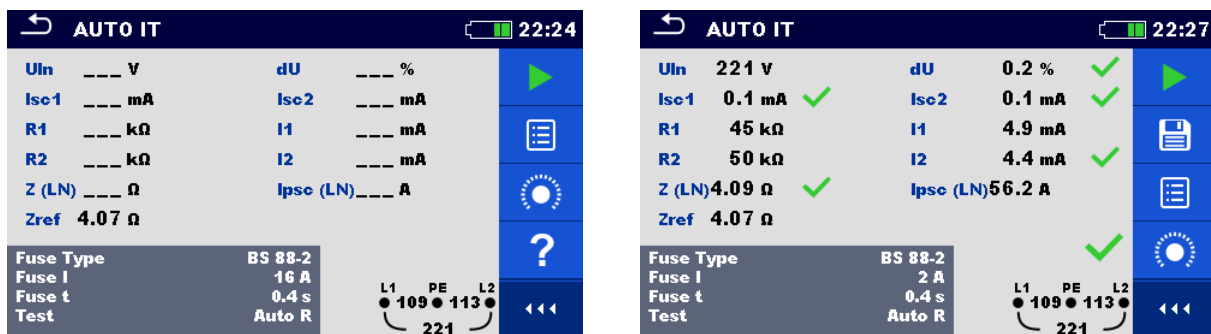 AUTO IT 22:24
Uln ___ V dU ___ %
Isc1 ___ mA Isc2 ___ mA
R1 ___ kΩ I1 ___ mA
R2 ___ kΩ I2 ___ mA
Z (LN) ___ Ω Ipsc (LN)___ A
Zref 4.07 Ω
?
Fuse Type BS 88-2
Fuse I 16 A
Fuse t 0.4 s
Test Auto R
L1 PE L2
109 113
221
AUTO IT 22:27
Uln 221 V dU 0.2 %
Isc1 0.1 mA Isc2 0.1 mA
R1 45 kΩ I1 4.9 mA
R2 50 kΩ I2 4.4 mA
Z (LN)4.09 Ω Ipsc (LN)56.2 A
Zref 4.07 Ω
Fuse Type BS 88-2
Fuse I 2 A
Fuse t 0.4 s
Test Auto R
L1 PE L2
109 113
221